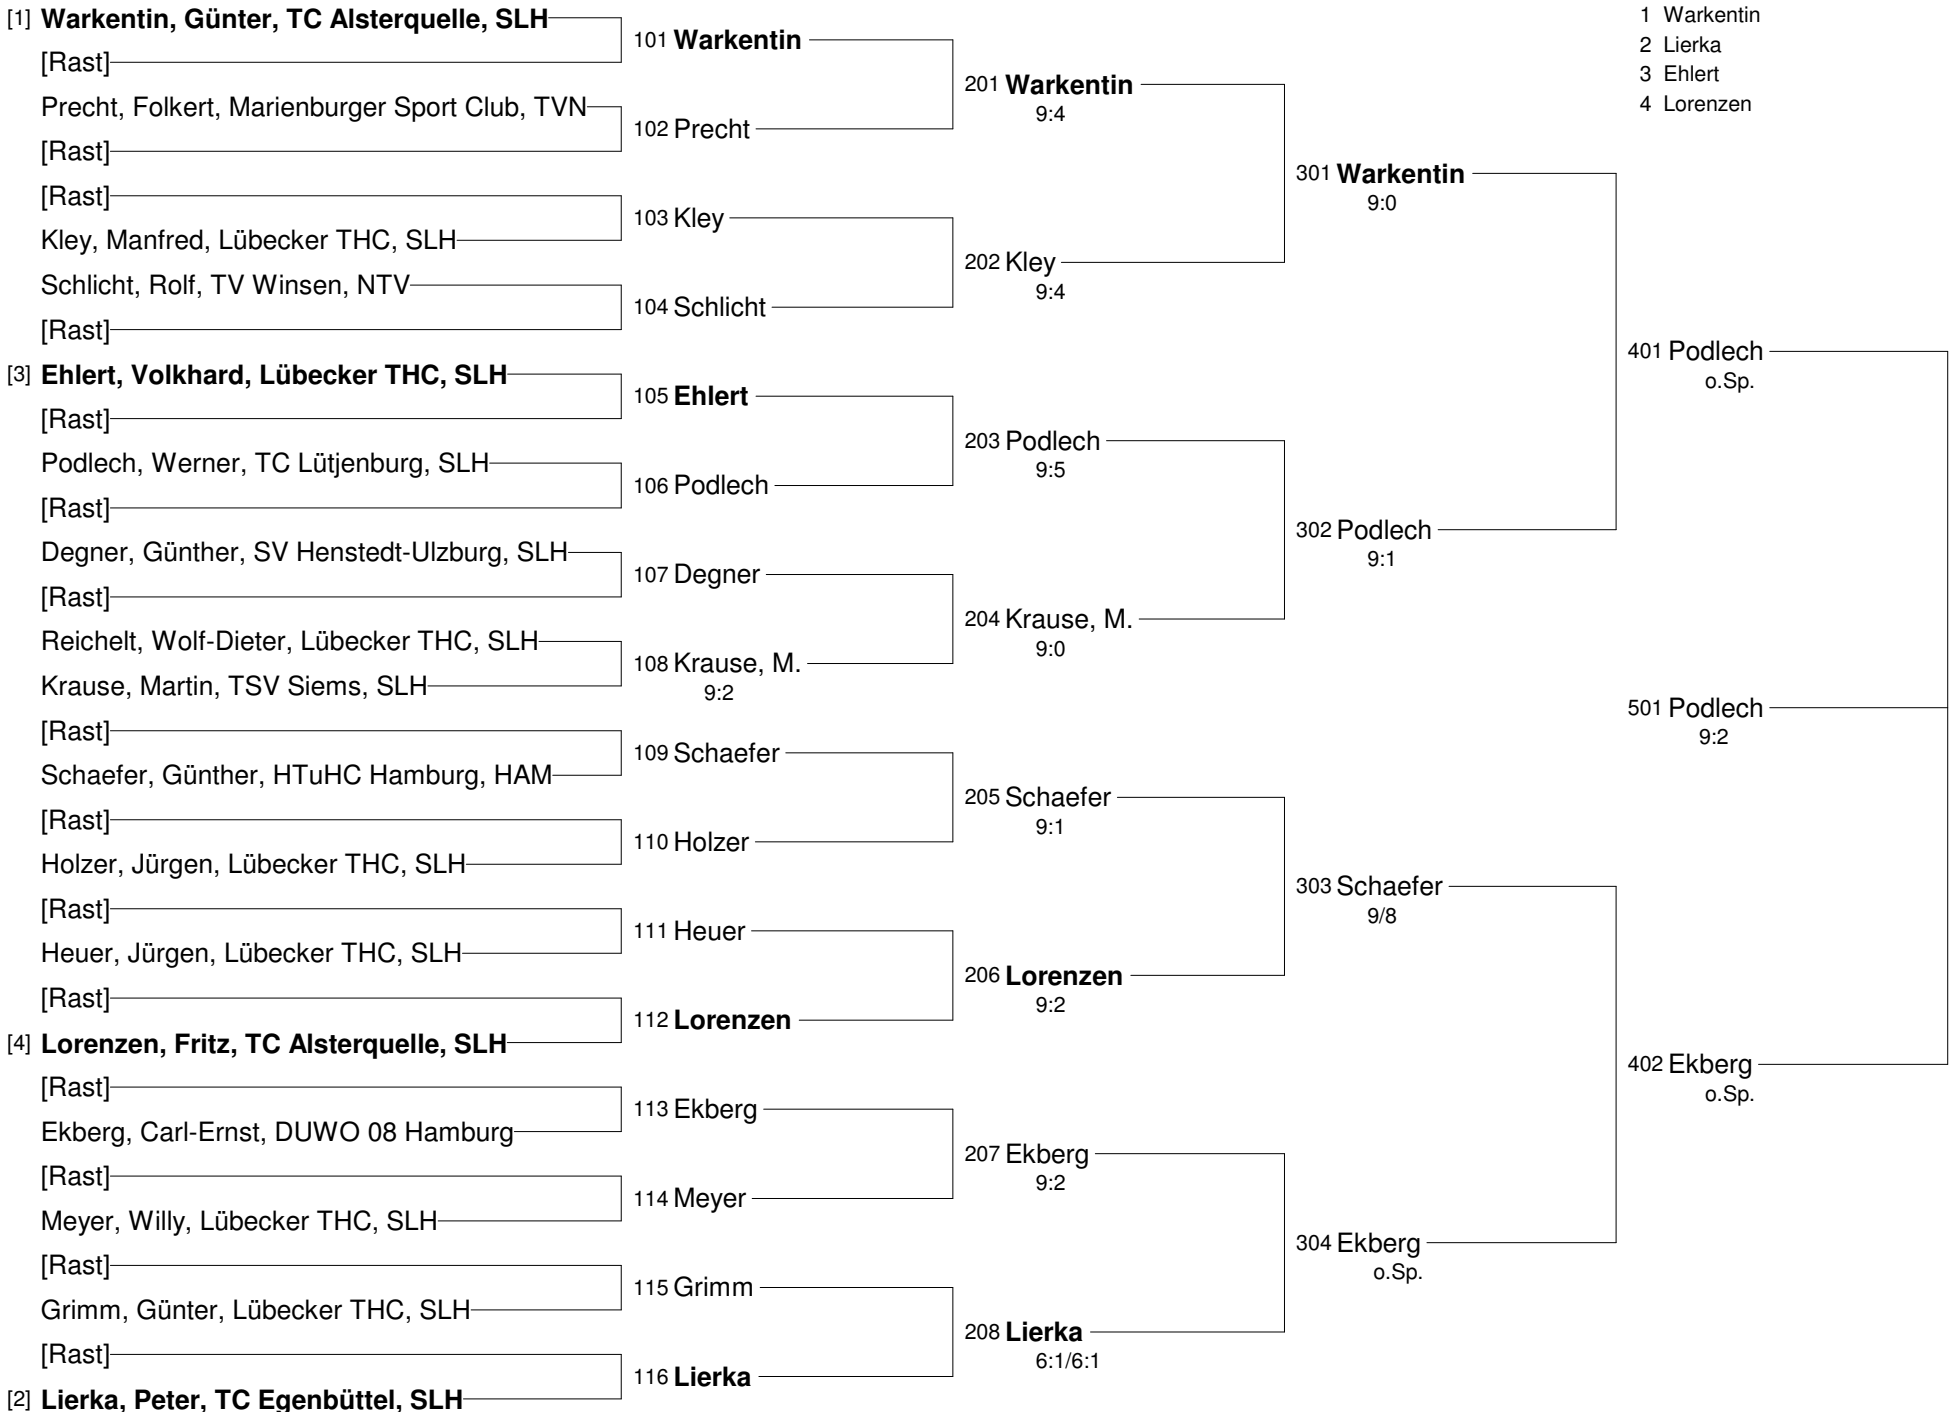 [1] Warkentin, Günter, TC Alsterquelle, SLH
[Rast]
Precht, Folkert, Marienburger Sport Club, TVN
[Rast]
[Rast]
Kley, Manfred, Lübecker THC, SLH
Schlicht, Rolf, TV Winsen, NTV
[Rast]
[3] Ehlert, Volkhard, Lübecker THC, SLH
[Rast]
Podlech, Werner, TC Lütjenburg, SLH
[Rast]
Degner, Günther, SV Henstedt-Ulzburg, SLH
[Rast]
Reichelt, Wolf-Dieter, Lübecker THC, SLH
Krause, Martin, TSV Siems, SLH
[Rast]
Schaefer, Günther, HTuHC Hamburg, HAM
[Rast]
Holzer, Jürgen, Lübecker THC, SLH
[Rast]
Heuer, Jürgen, Lübecker THC, SLH
[Rast]
[4] Lorenzen, Fritz, TC Alsterquelle, SLH
[Rast]
Ekberg, Carl-Ernst, DUWO 08 Hamburg
[Rast]
Meyer, Willy, Lübecker THC, SLH
[Rast]
Grimm, Günter, Lübecker THC, SLH
[Rast]
[2] Lierka, Peter, TC Egenbüttel, SLH
101 Warkentin
102 Precht
103 Kley
104 Schlicht
105 Ehlert
106 Podlech
107 Degner
108 Krause, M.
9:2
109 Schaefer
110 Holzer
111 Heuer
112 Lorenzen
113 Ekberg
114 Meyer
115 Grimm
116 Lierka
201 Warkentin
9:4
202 Kley
9:4
203 Podlech
9:5
204 Krause, M.
9:0
205 Schaefer
9:1
206 Lorenzen
9:2
207 Ekberg
9:2
208 Lierka
6:1/6:1
301 Warkentin
9:0
302 Podlech
9:1
303 Schaefer
9/8
304 Ekberg
o.Sp.
401 Podlech
o.Sp.
402 Ekberg
o.Sp.
501 Podlech
9:2
1 Warkentin
2 Lierka
3 Ehlert
4 Lorenzen